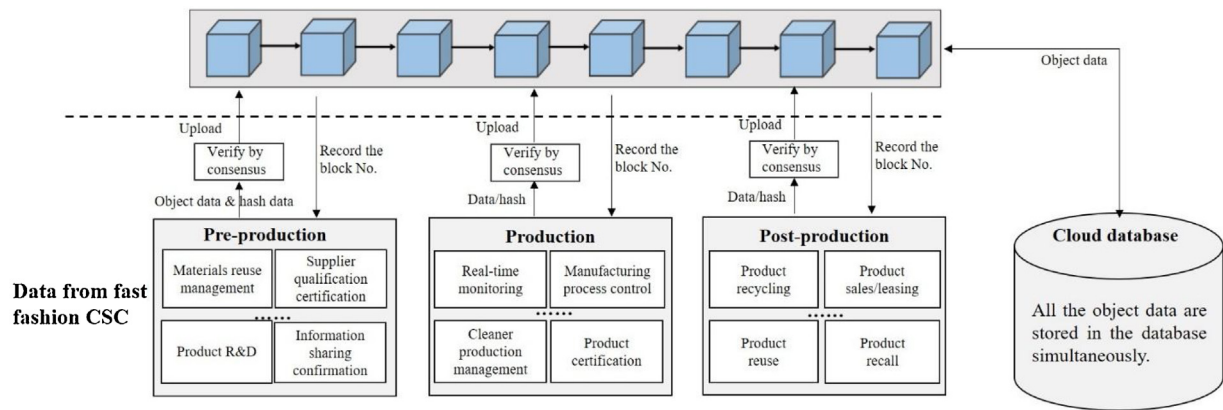 Object data
Upload
Verify by
consensus
Record the
block No.
Object data & hash data
Upload
Verify by
consensus
Record the
block No.
Data/hash
Upload
Verify by
consensus
Record the
block No.
Data/hash
Data from fast
fashion CSC
Pre-production
Materials reuse
management
Supplier
qualification
certification
......
Product R&D
Information
sharing
confirmation
Production
Real-time
monitoring
Manufacturing
process control
......
Cleaner
production
management
Product
certification
Post-production
Product
recycling
Product
sales/leasing
......
Product
reuse
Product
recall
Cloud database
All the object data are
stored in the database
simultaneously.